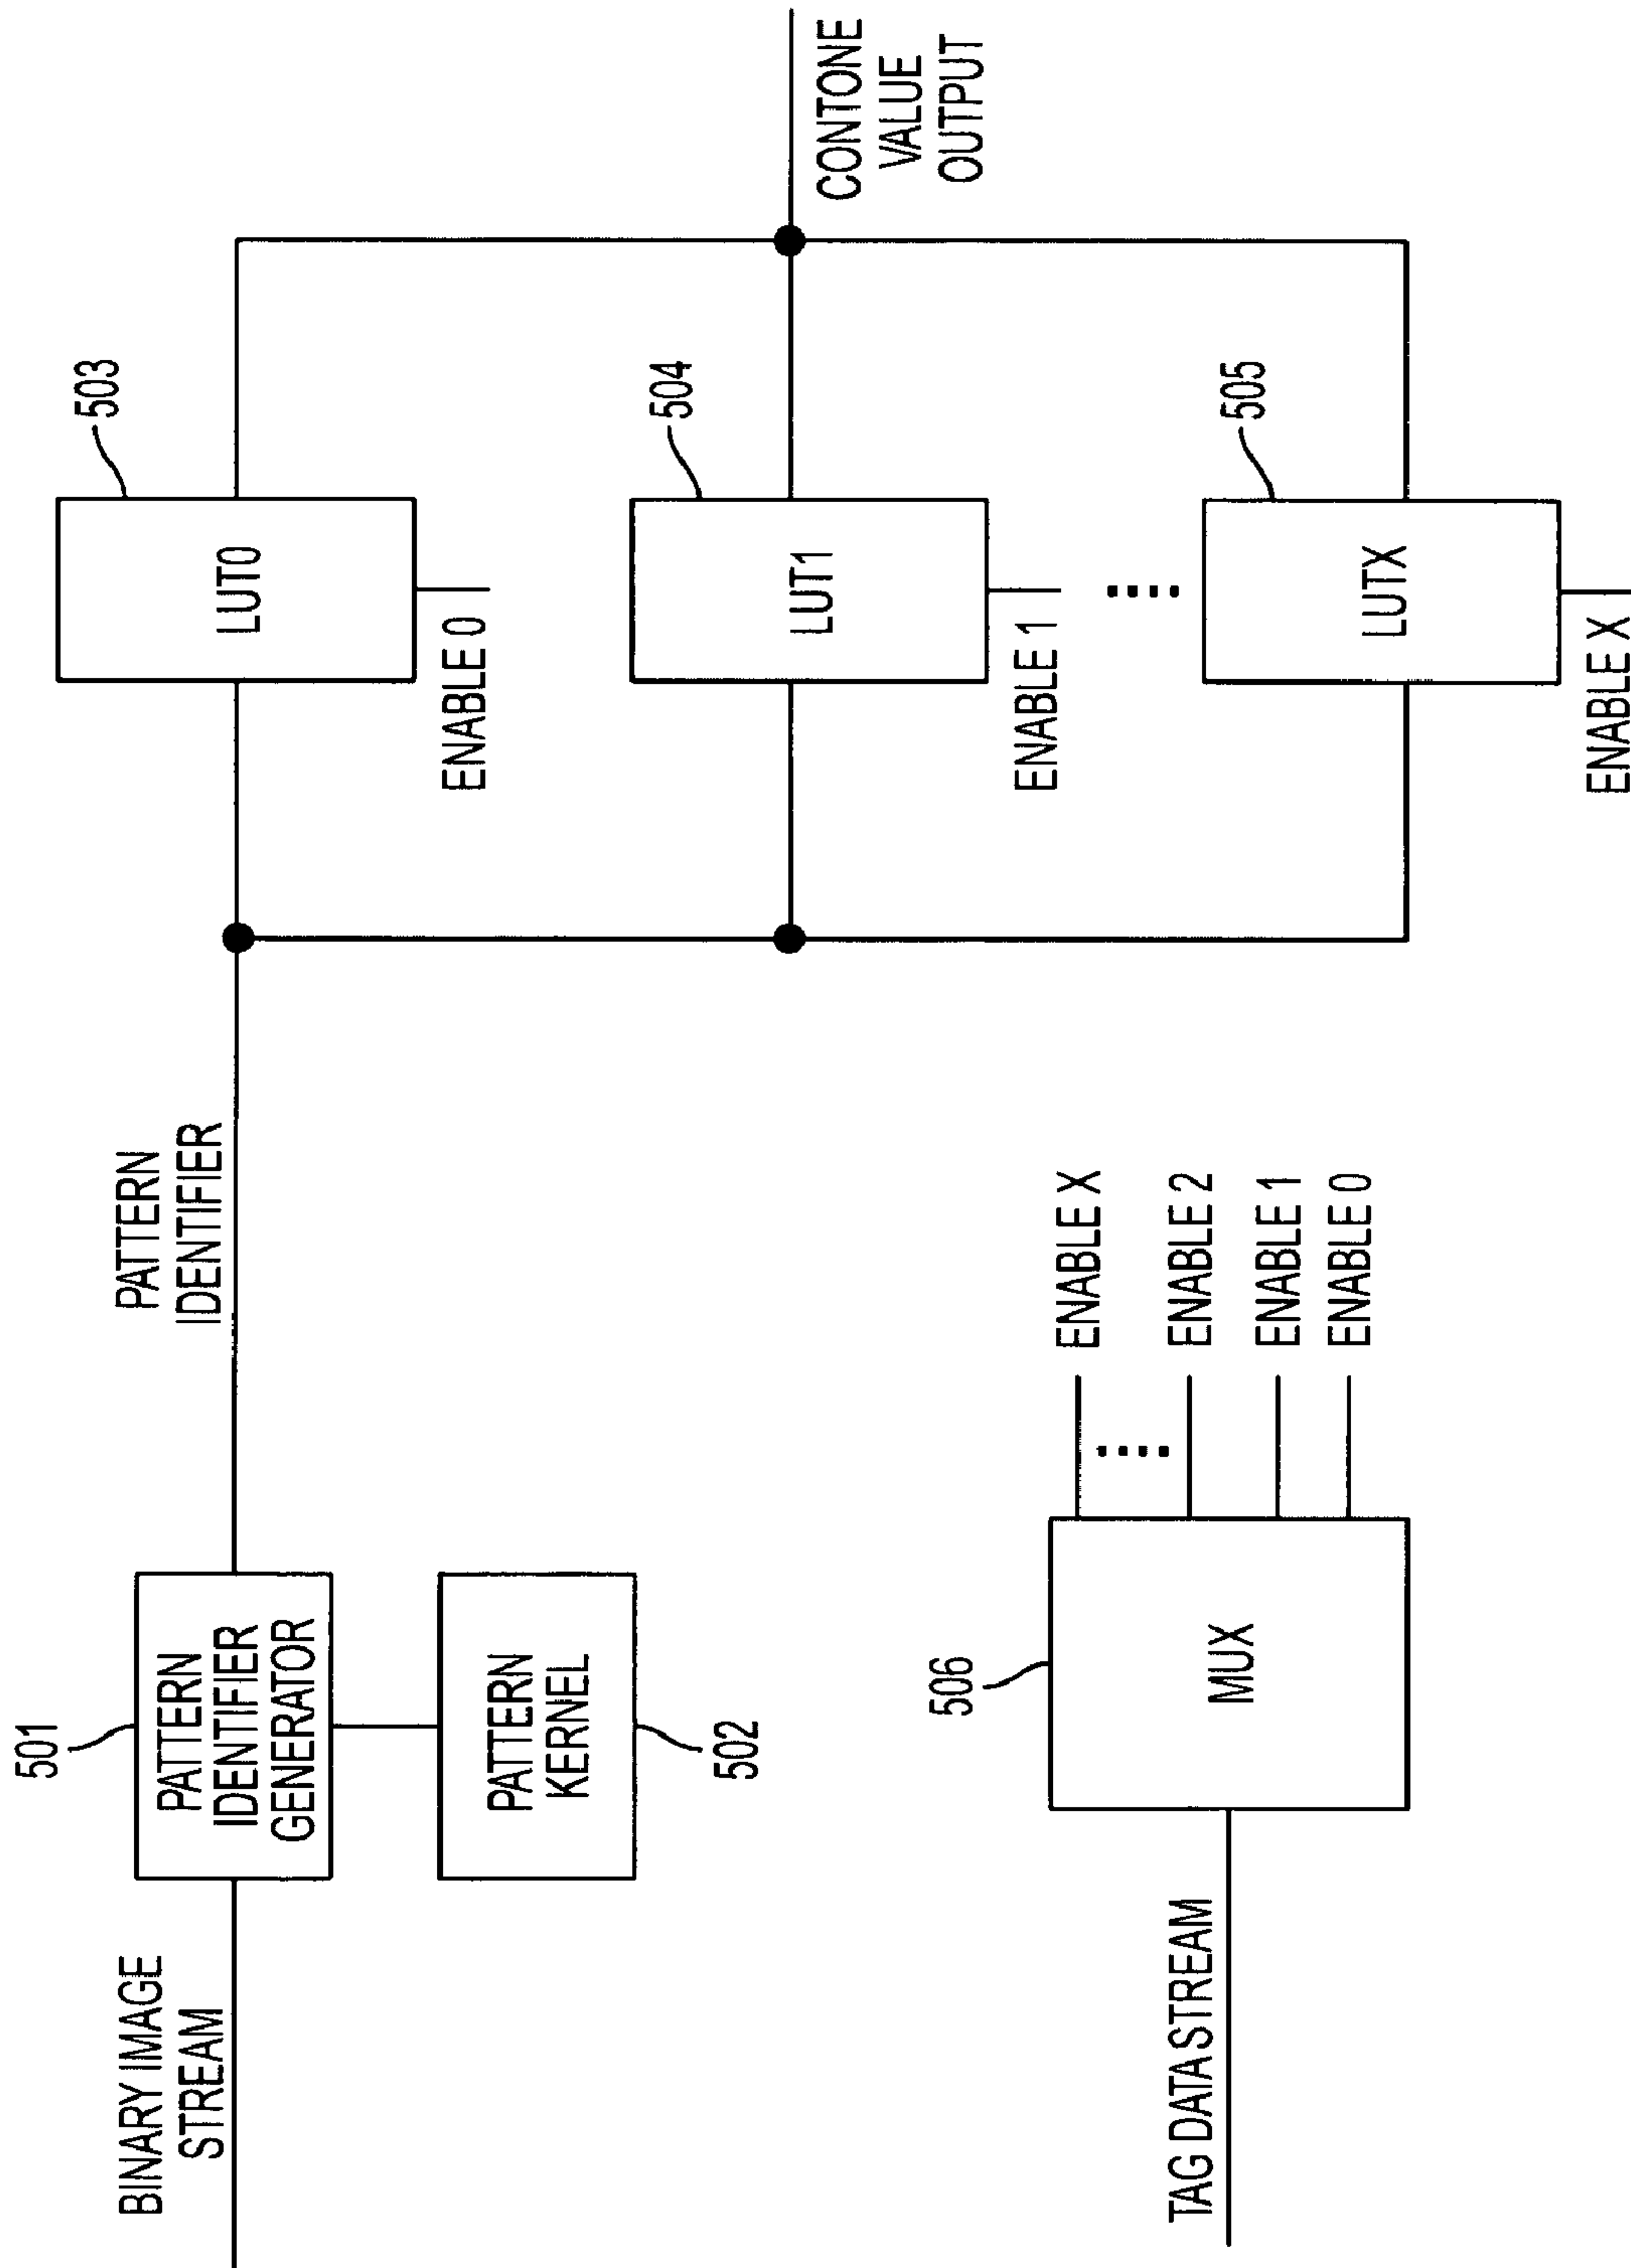 BINARY IMAGE
STREAM
501
PATTERN
IDENTIFIER
GENERATOR
PATTERN
KERNEL
502
PATTERN
IDENTIFIER
503
LUT0
ENABLE 0
504
LUT1
ENABLE 1
505
LUTX
ENABLE X
CONTONE
VALUE
OUTPUT
TAG DATA STREAM
506
MUX
ENABLE X
ENABLE 2
ENABLE 1
ENABLE 0